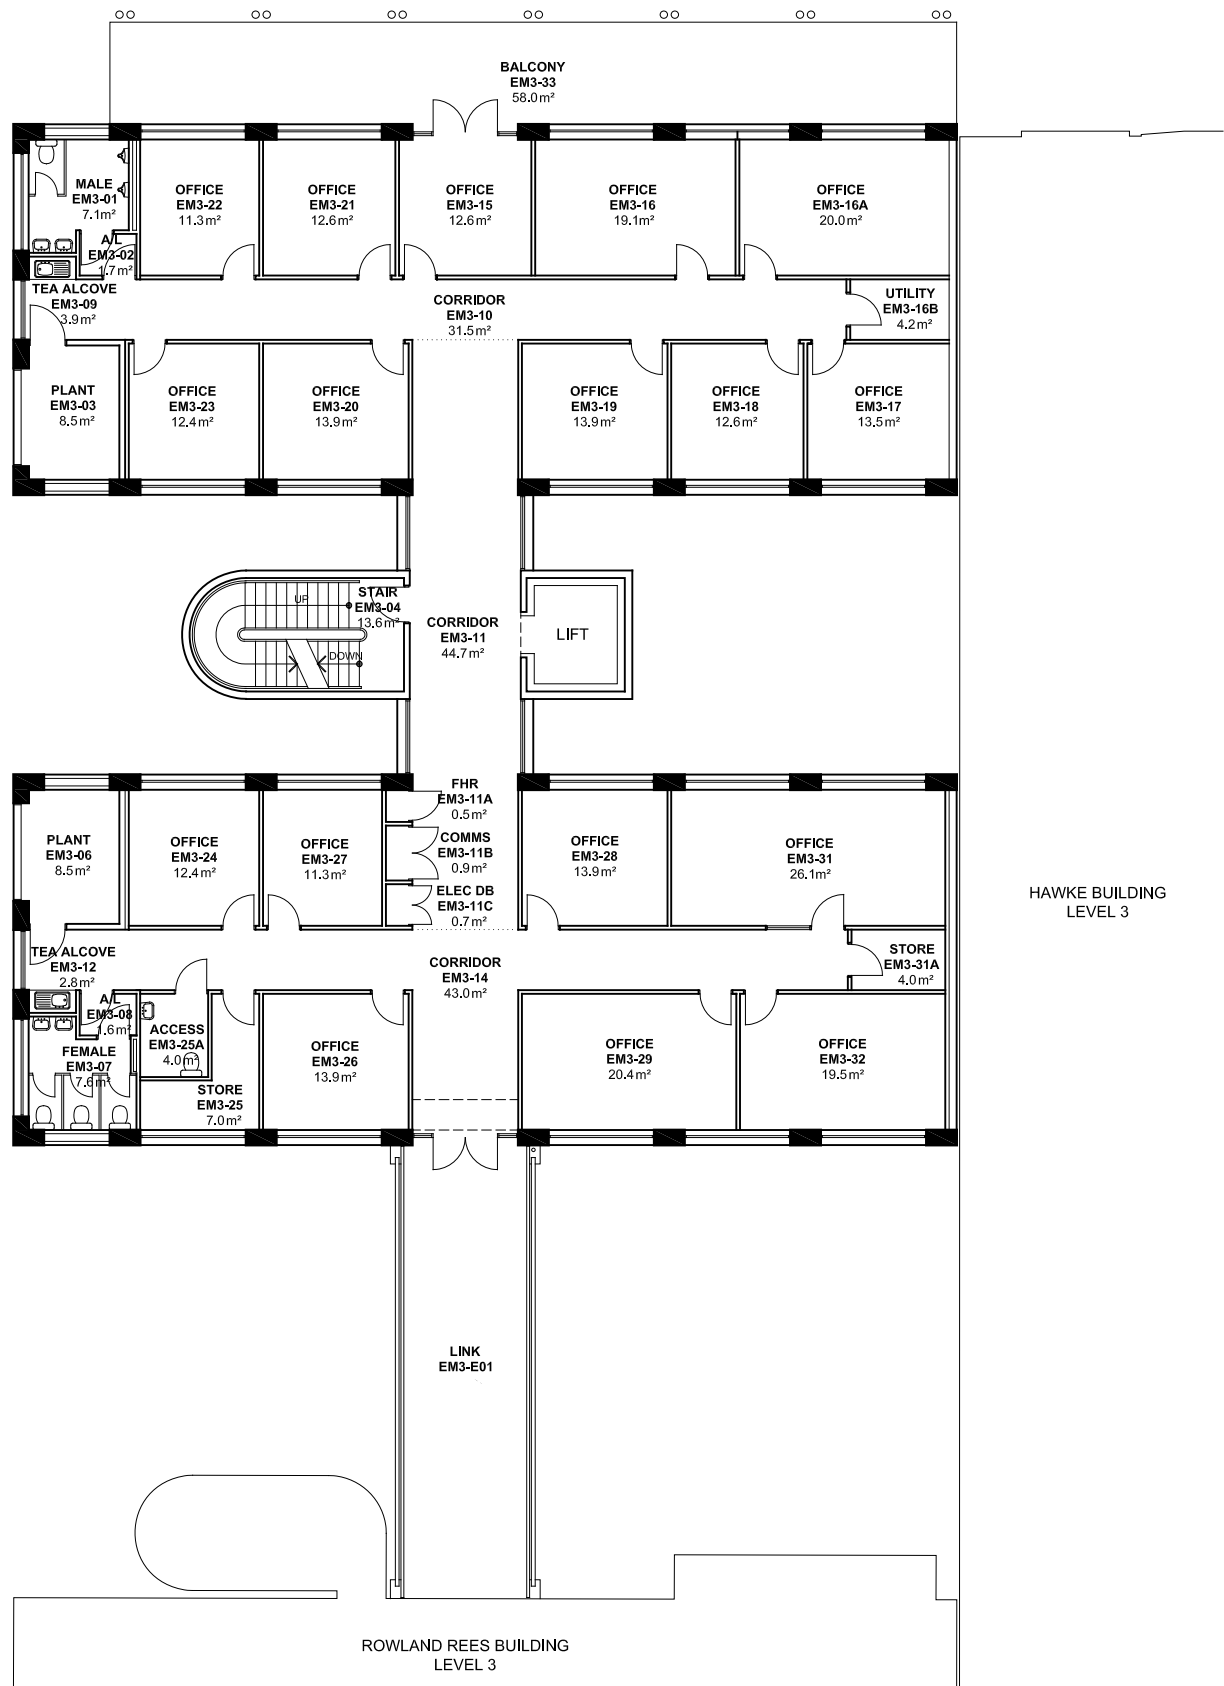 BALCONY
EM3-33
58.0m²
MALE
EM3-01
7.1m²
OFFICE
EM3-22
11.3m²
OFFICE
EM3-21
12.6m²
OFFICE
EM3-15
12.6m²
OFFICE
EM3-16
19.1m²
OFFICE
EM3-16A
20.0m²
A/L
EM3-02
1.7m²
TEA ALCOVE
EM3-09
3.9m²
CORRIDOR
EM3-10
31.5m²
UTILITY
EM3-16B
4.2m²
PLANT
EM3-03
8.5m²
OFFICE
EM3-23
12.4m²
OFFICE
EM3-20
13.9m²
OFFICE
EM3-19
13.9m²
OFFICE
EM3-18
12.6m²
OFFICE
EM3-17
13.5m²
UP
DOWN
STAIR
EM3-04
13.6m²
CORRIDOR
EM3-11
44.7m²
LIFT
FHR
EM3-11A
0.5m²
PLANT
EM3-06
8.5m²
OFFICE
EM3-24
12.4m²
OFFICE
EM3-27
11.3m²
COMMS
EM3-11B
0.9m²
OFFICE
EM3-28
13.9m²
OFFICE
EM3-31
26.1m²
ELEC DB
EM3-11C
0.7m²
HAWKE BUILDING
LEVEL 3
TEA ALCOVE
EM3-12
2.8m²
CORRIDOR
EM3-14
43.0m²
STORE
EM3-31A
4.0m²
A/L
EM3-08
1.6m²
FEMALE
EM3-07
7.6m²
ACCESS
EM3-25A
4.0m²
STORE
EM3-25
7.0m²
OFFICE
EM3-26
13.9m²
OFFICE
EM3-29
20.4m²
OFFICE
EM3-32
19.5m²
LINK
EM3-E01
ROWLAND REES BUILDING
LEVEL 3